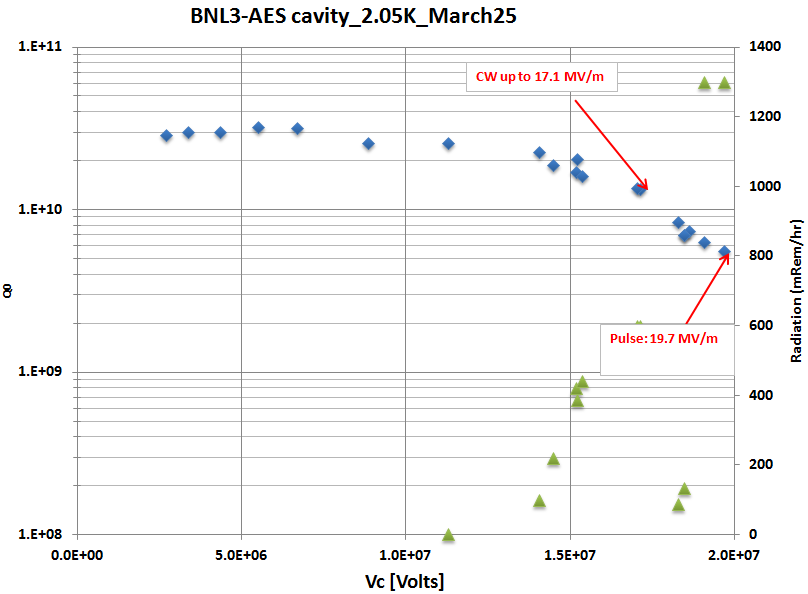 BNL3-AES cavity_2.05K_March25
1.E+11
1.E+10
1.E+09
1.E+08
Q0
1400
1200
1000
800
600
400
200
0
Radiation (mRem/hr)
CW up to 17.1 MV/m
Pulse: 19.7 MV/m
0.0E+00
5.0E+06
1.0E+07
1.5E+07
2.0E+07
Vc [Volts]